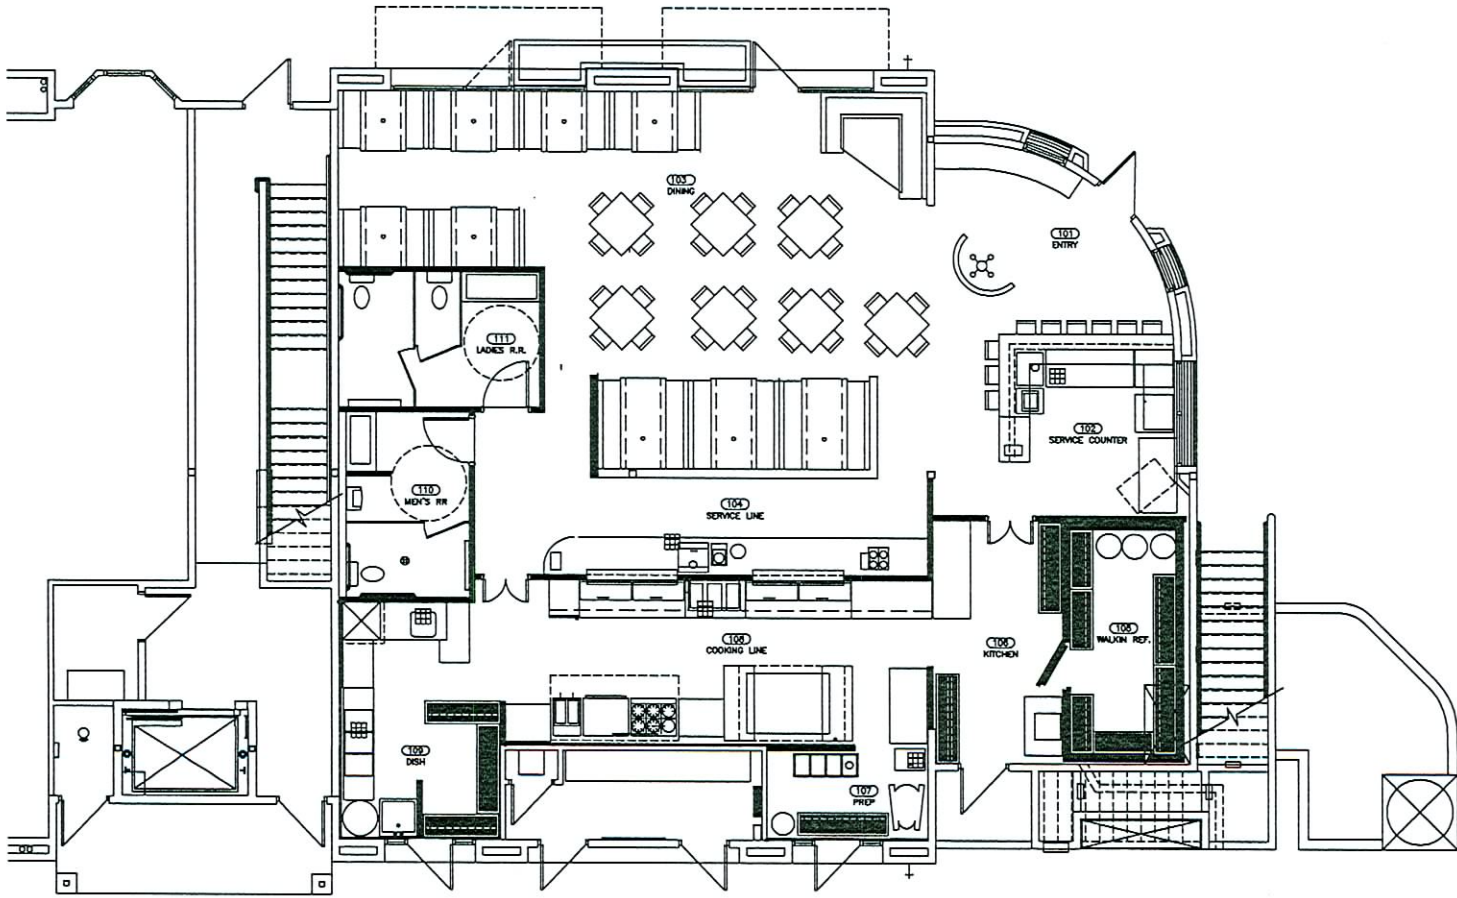 103
DINING
101
ENTRY
111
LADIES R.R.
102
SERVICE COUNTER
110
MEN'S RR
104
SERVICE LINE
108
COOKING LINE
106
KITCHEN
105
WALKIN REF.
109
DISH
107
PREP